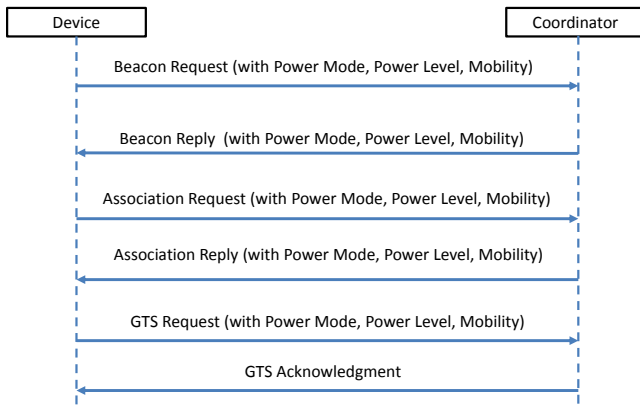 Device
Coordinator
Beacon Request (with Power Mode, Power Level, Mobility)
Beacon Reply  (with Power Mode, Power Level, Mobility)
Association Request (with Power Mode, Power Level, Mobility)
Association Reply (with Power Mode, Power Level, Mobility)
GTS Request (with Power Mode, Power Level, Mobility)
GTS Acknowledgment